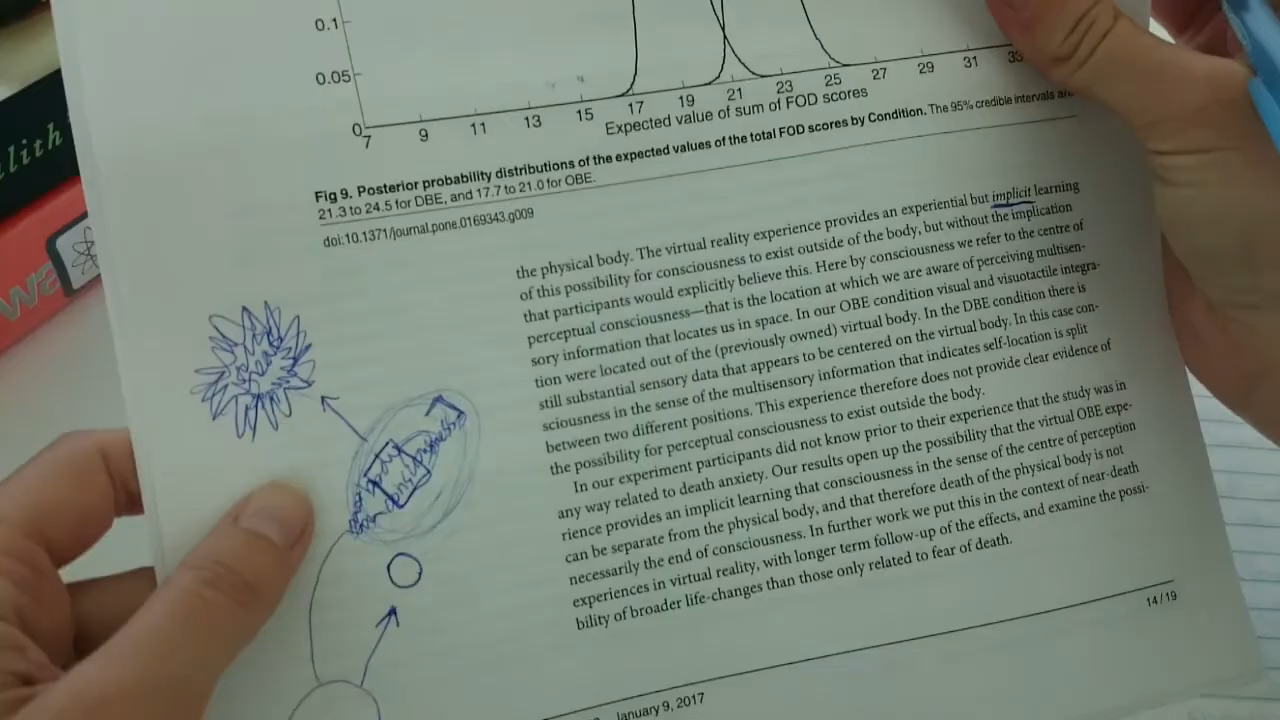 0.1
0.05
0
7 9 11 13 15 17 19 21 23 25 27 29 31 33
Expected value of sum of FOD scores
Fig 9. Posterior probability distributions of the expected values of the total FOD scores by Condition. The 95% credible intervals
21.3 to 24.5 for DBE, and 17.7 to 21.0 for OBE.
doi:10.1371/journal.pone.0169343.g009
the physical body. The virtual reality experience provides an experiential but implicit learning
of this possibility for consciousness to exist outside of the body, but without the implication
that participants would explicitly believe this. Here by consciousness we refer to the centre of
perceptual consciousness—that is the location at which we are aware of perceiving multisen-
sory information that locates us in space. In our OBE condition visual and visuotactile integra-
tion were located out of the (previously owned) virtual body. In the DBE condition there is
still substantial sensory data that appears to be centered on the virtual body. In this case con-
sciousness in the sense of the multisensory information that indicates self-location is split
between two different positions. This experience therefore does not provide clear evidence of
the possibility for perceptual consciousness to exist outside the body.
In our experiment participants did not know prior to their experience that the study was in
any way related to death anxiety. Our results open up the possibility that the virtual OBE expe-
rience provides an implicit learning that consciousness in the sense of the centre of perception
can be separate from the physical body, and that therefore death of the physical body is not
necessarily the end of consciousness. In further work we put this in the context of near-death
experiences in virtual reality, with longer term follow-up of the effects, and examine the possi-
bility of broader life-changes than those only related to fear of death.
14/19
January 9, 2017
lith
wa
body
consciousness